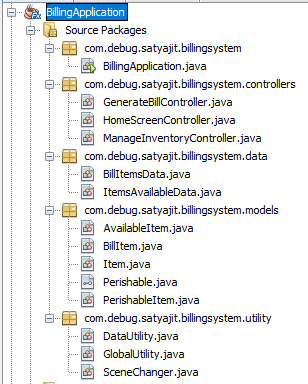 BillingApplication
Source Packages
com.debug.satyajit.billingsystem
BillingApplication.java
com.debug.satyajit.billingsystem.controllers
GenerateBillController.java
HomeScreenController.java
ManageInventoryController.java
com.debug.satyajit.billingsystem.data
BillItemsData.java
ItemsAvailableData.java
com.debug.satyajit.billingsystem.models
AvailableItem.java
BillItem.java
Item.java
Perishable.java
PerishableItem.java
com.debug.satyajit.billingsystem.utility
DataUtility.java
GlobalUtility.java
SceneChanger.java